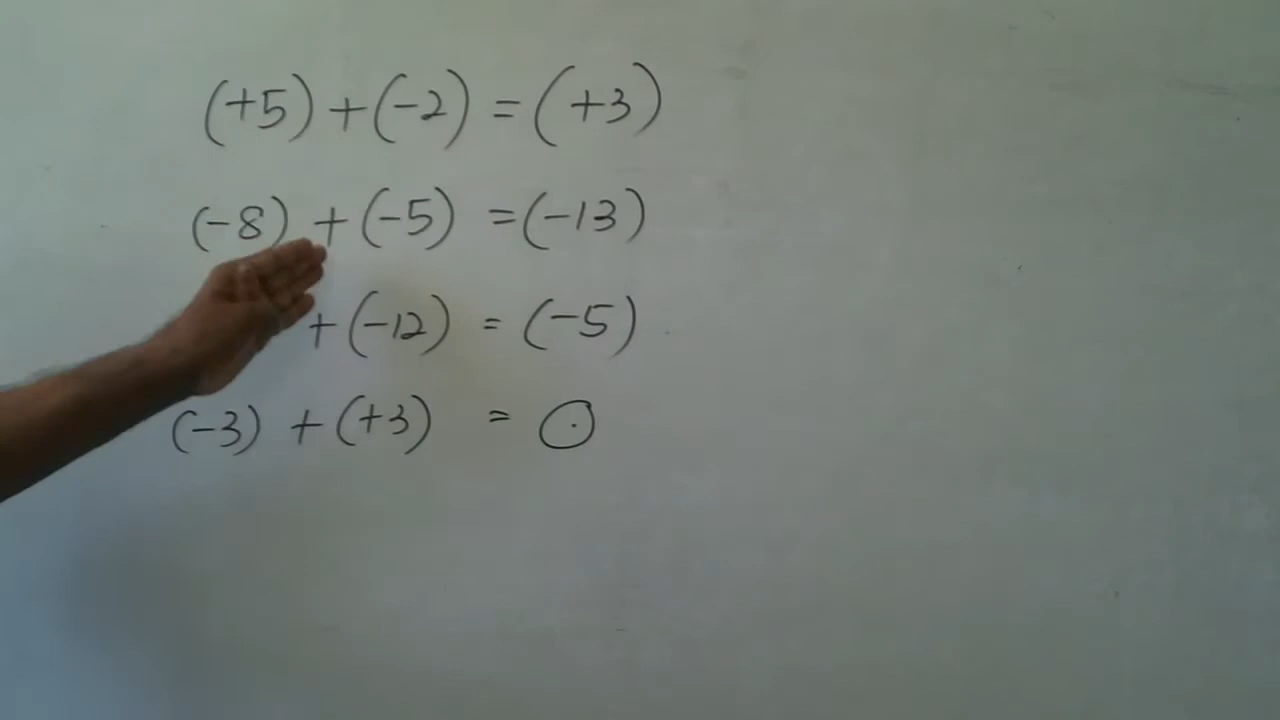 (+5) + (-2) = (+3)
(-8) + (-5) = (-13)
+ (-12) = (-5)
(-3) + (+3) = 0